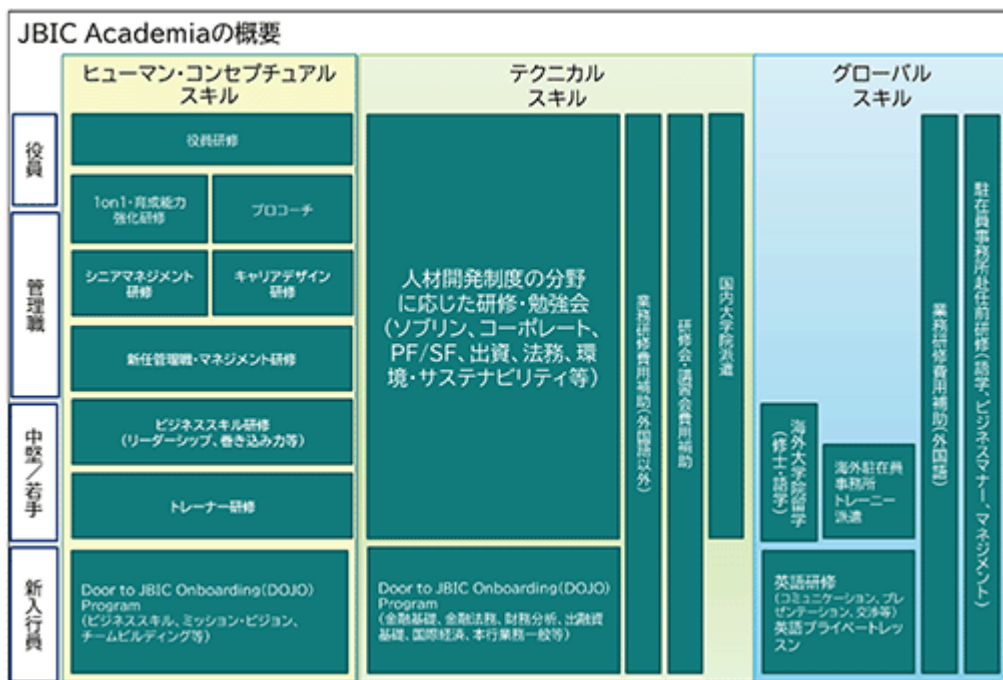 JBIC Academiaの概要
ヒューマン・コンセプチュアル
スキル
テクニカル
スキル
グローバル
スキル
役員
管理職
中堅／若手
新入行員
役員研修
1on1・育成能力
強化研修
プロコーチ
シニアマネジメント
研修
キャリアデザイン
研修
新任管理職・マネジメント研修
ビジネススキル研修
(リーダーシップ、巻き込み力等)
トレーナー研修
Door to JBIC Onboarding(DOJO)
Program
(ビジネススキル、ミッション・ビジョン、
チームビルディング等)
人材開発制度の分野
に応じた研修・勉強会
(ソブリン、コーポレート、
PF/SF、出資、法務、環
境・サステナビリティ等)
Door to JBIC Onboarding(DOJO)
Program
(金融基礎、金融法務、財務分析、出融資
基礎、国際経済、本行業務一般等)
業務研修費用補助(外国語以外)
研修会・講習会費用補助
国内大学院派遣
海外大学院留学
(修士・語学)
海外駐在員
事務所
トレーニー
派遣
英語研修
(コミュニケーション、プレ
ゼンテーション、交渉等)
英語プライベートレッ
スン
業務研修費用補助(外国語)
駐在員事務所赴任前研修(語学、ビジネスマナー、マネジメント)